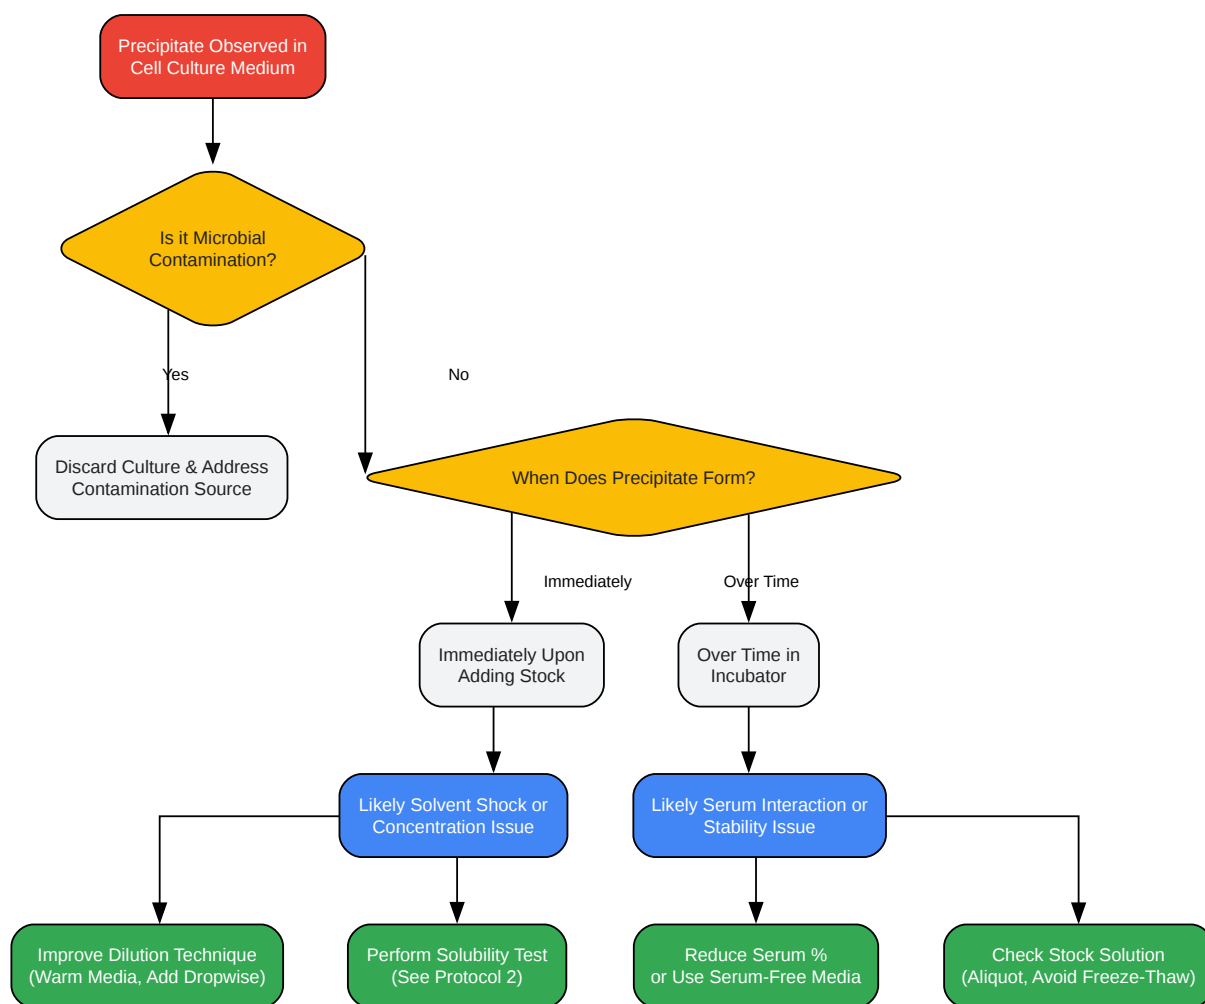 Precipitate Observed in
Cell Culture Medium
Is it Microbial
Contamination?
Yes
No
Discard Culture & Address
Contamination Source
When Does Precipitate Form?
Immediately
Over Time
Immediately Upon
Adding Stock
Over Time in
Incubator
Likely Solvent Shock or
Concentration Issue
Likely Serum Interaction or
Stability Issue
Improve Dilution Technique
(Warm Media, Add Dropwise)
Perform Solubility Test
(See Protocol 2)
Reduce Serum %
or Use Serum-Free Media
Check Stock Solution
(Aliquot, Avoid Freeze-Thaw)